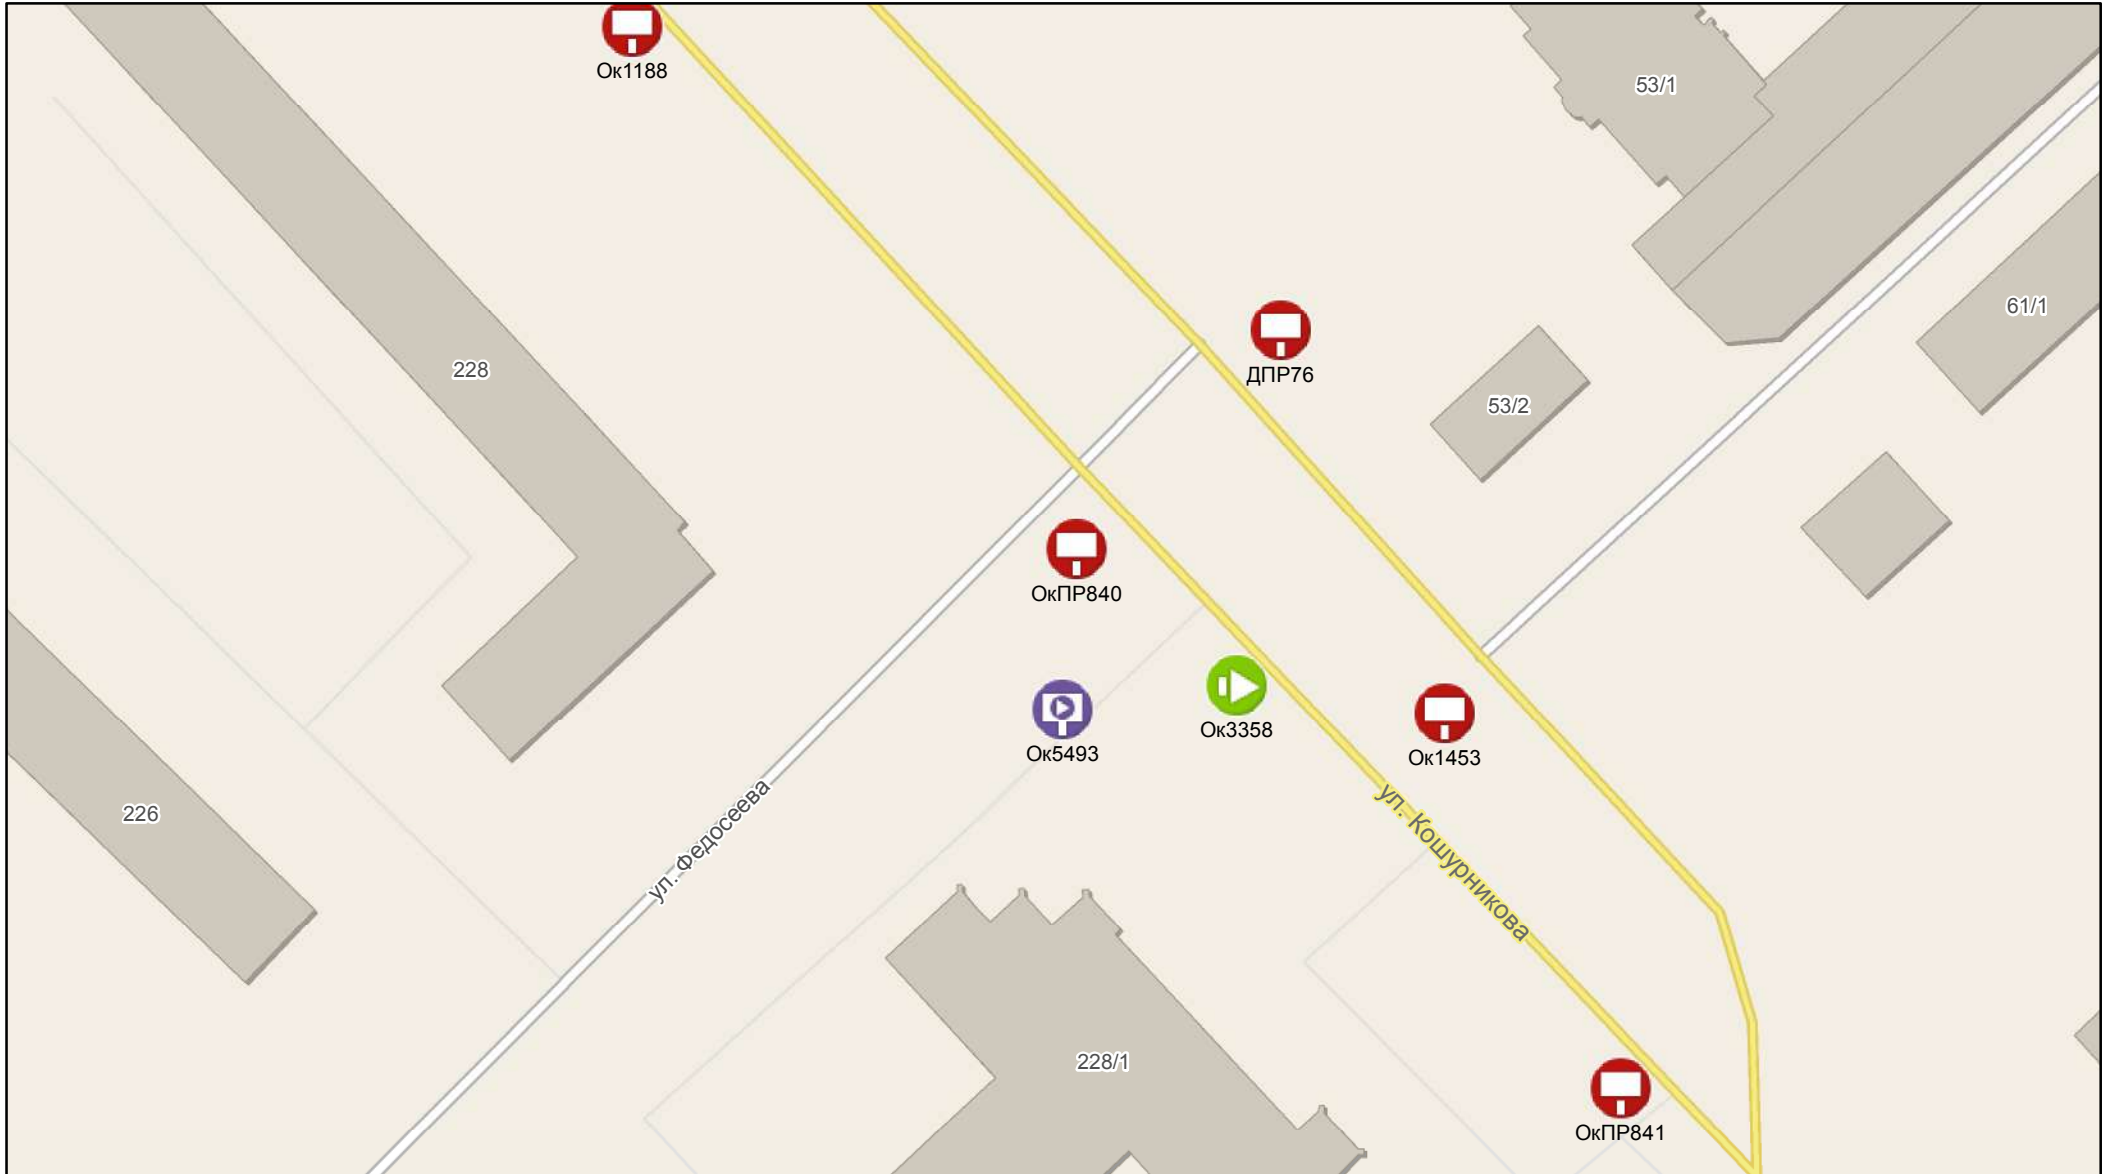 Ок1188
53/1
61/1
ДПР76
228
53/2
ОкПР840
Ок3358
Ок5493
Ок1453
226
ул. Федосеева
ул. Кошурникова
228/1
ОкПР841